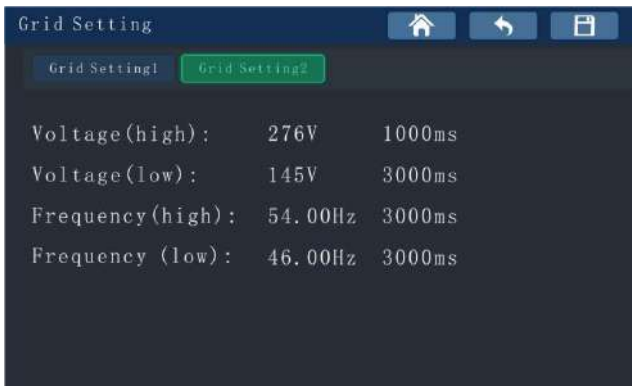 Grid Setting
Grid Setting1 Grid Setting2
Voltage(high): 276V 1000ms
Voltage(low): 145V 3000ms
Frequency(high): 54.00Hz 3000ms
Frequency (low): 46.00Hz 3000ms